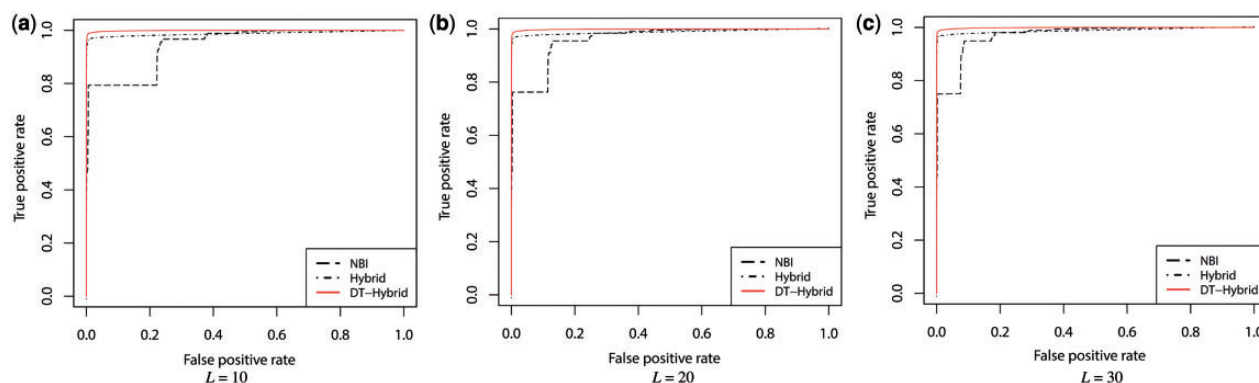 (a)
True positive rate
1.0
0.8
0.6
0.4
0.2
0.0
NBI
Hybrid
DT-Hybrid
0.0 0.2 0.4 0.6 0.8 1.0
False positive rate
L = 10
(b)
True positive rate
1.0
0.8
0.6
0.4
0.2
0.0
NBI
Hybrid
DT-Hybrid
0.0 0.2 0.4 0.6 0.8 1.0
False positive rate
L = 20
(c)
True positive rate
1.0
0.8
0.6
0.4
0.2
0.0
NBI
Hybrid
DT-Hybrid
0.0 0.2 0.4 0.6 0.8 1.0
False positive rate
L = 30